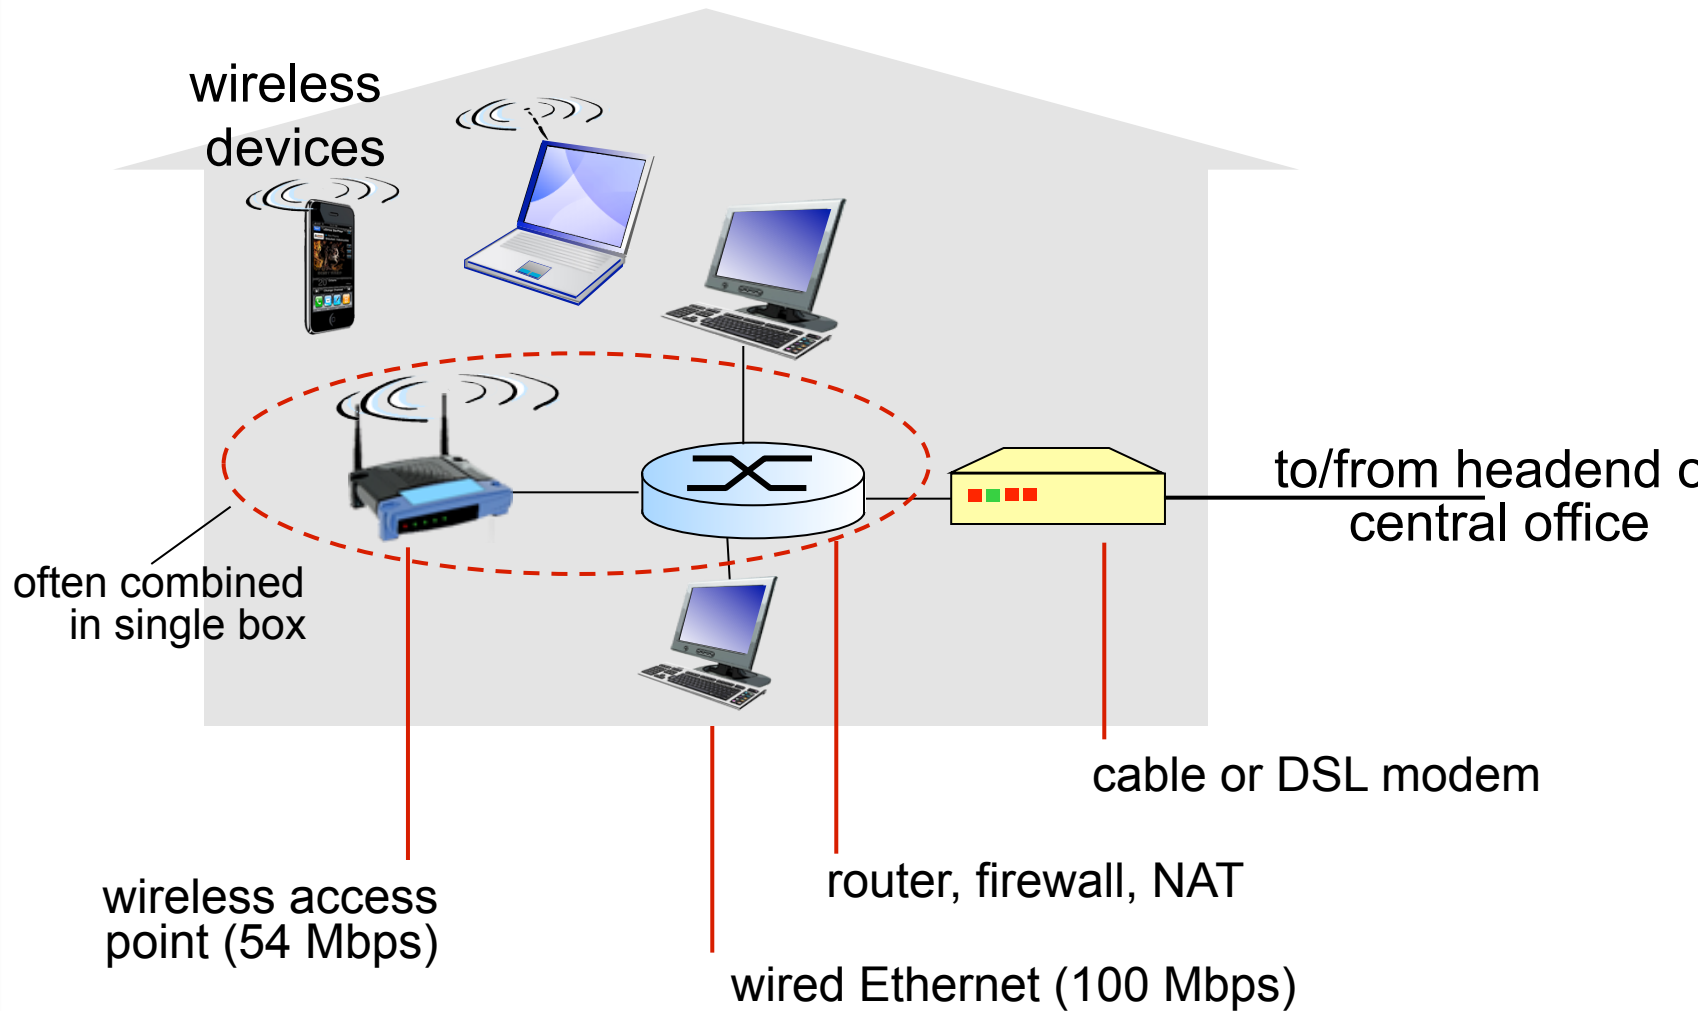 wireless
devices
to/from headend o
central office
often combined
in single box
cable or DSL modem
router, firewall, NAT
wireless access
point (54 Mbps)
wired Ethernet (100 Mbps)